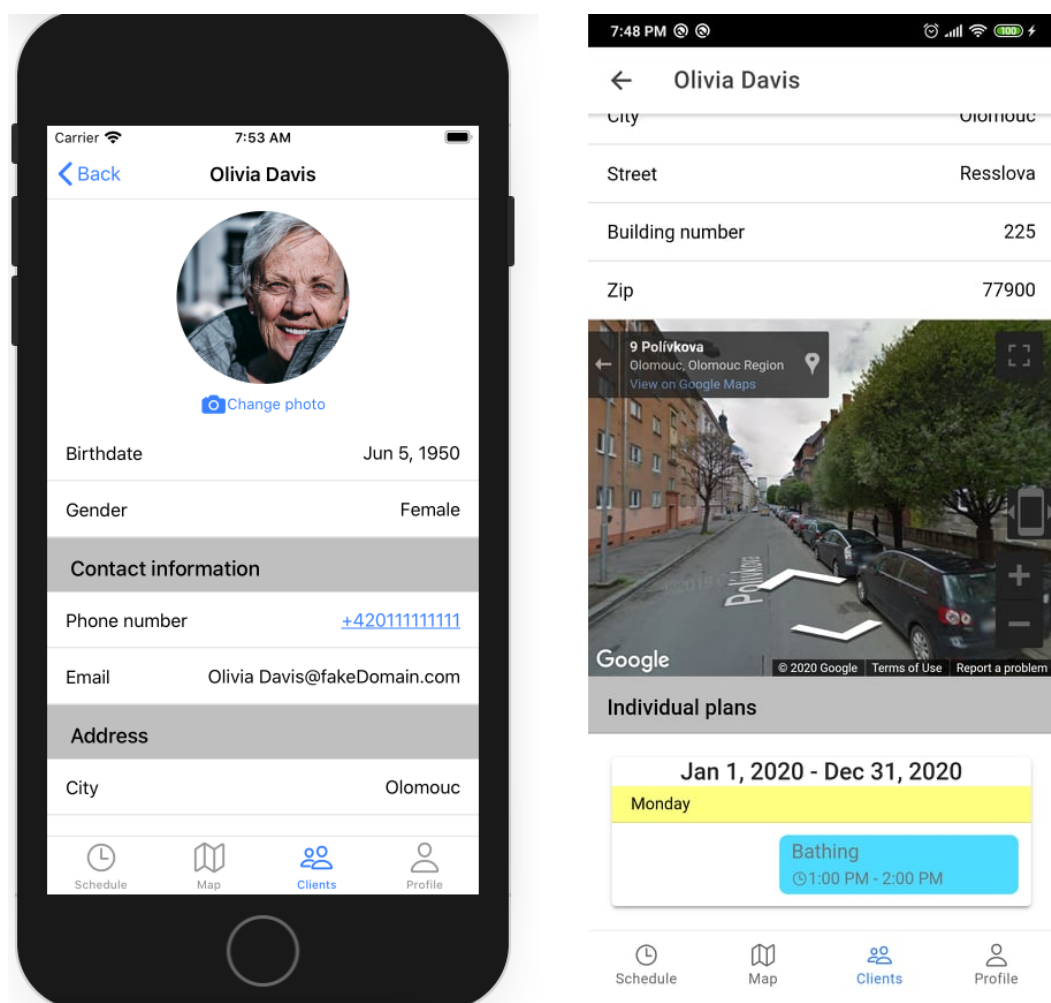 Carrier 7:53 AM
Back Olivia Davis
Change photo
Birthdate Jun 5, 1950
Gender Female
Contact information
Phone number +420111111111
Email Olivia Davis@fakeDomain.com
Address
City Olomouc
Schedule Map Clients Profile
7:48 PM 100
Olivia Davis
City Olomouc
Street Resslova
Building number 225
Zip 77900
9 Polívkova
Olomouc, Olomouc Region
View on Google Maps
Polívkova
Google © 2020 Google Terms of Use Report a problem
Individual plans
Jan 1, 2020 - Dec 31, 2020
Monday
Bathing
1:00 PM - 2:00 PM
Schedule Map Clients Profile